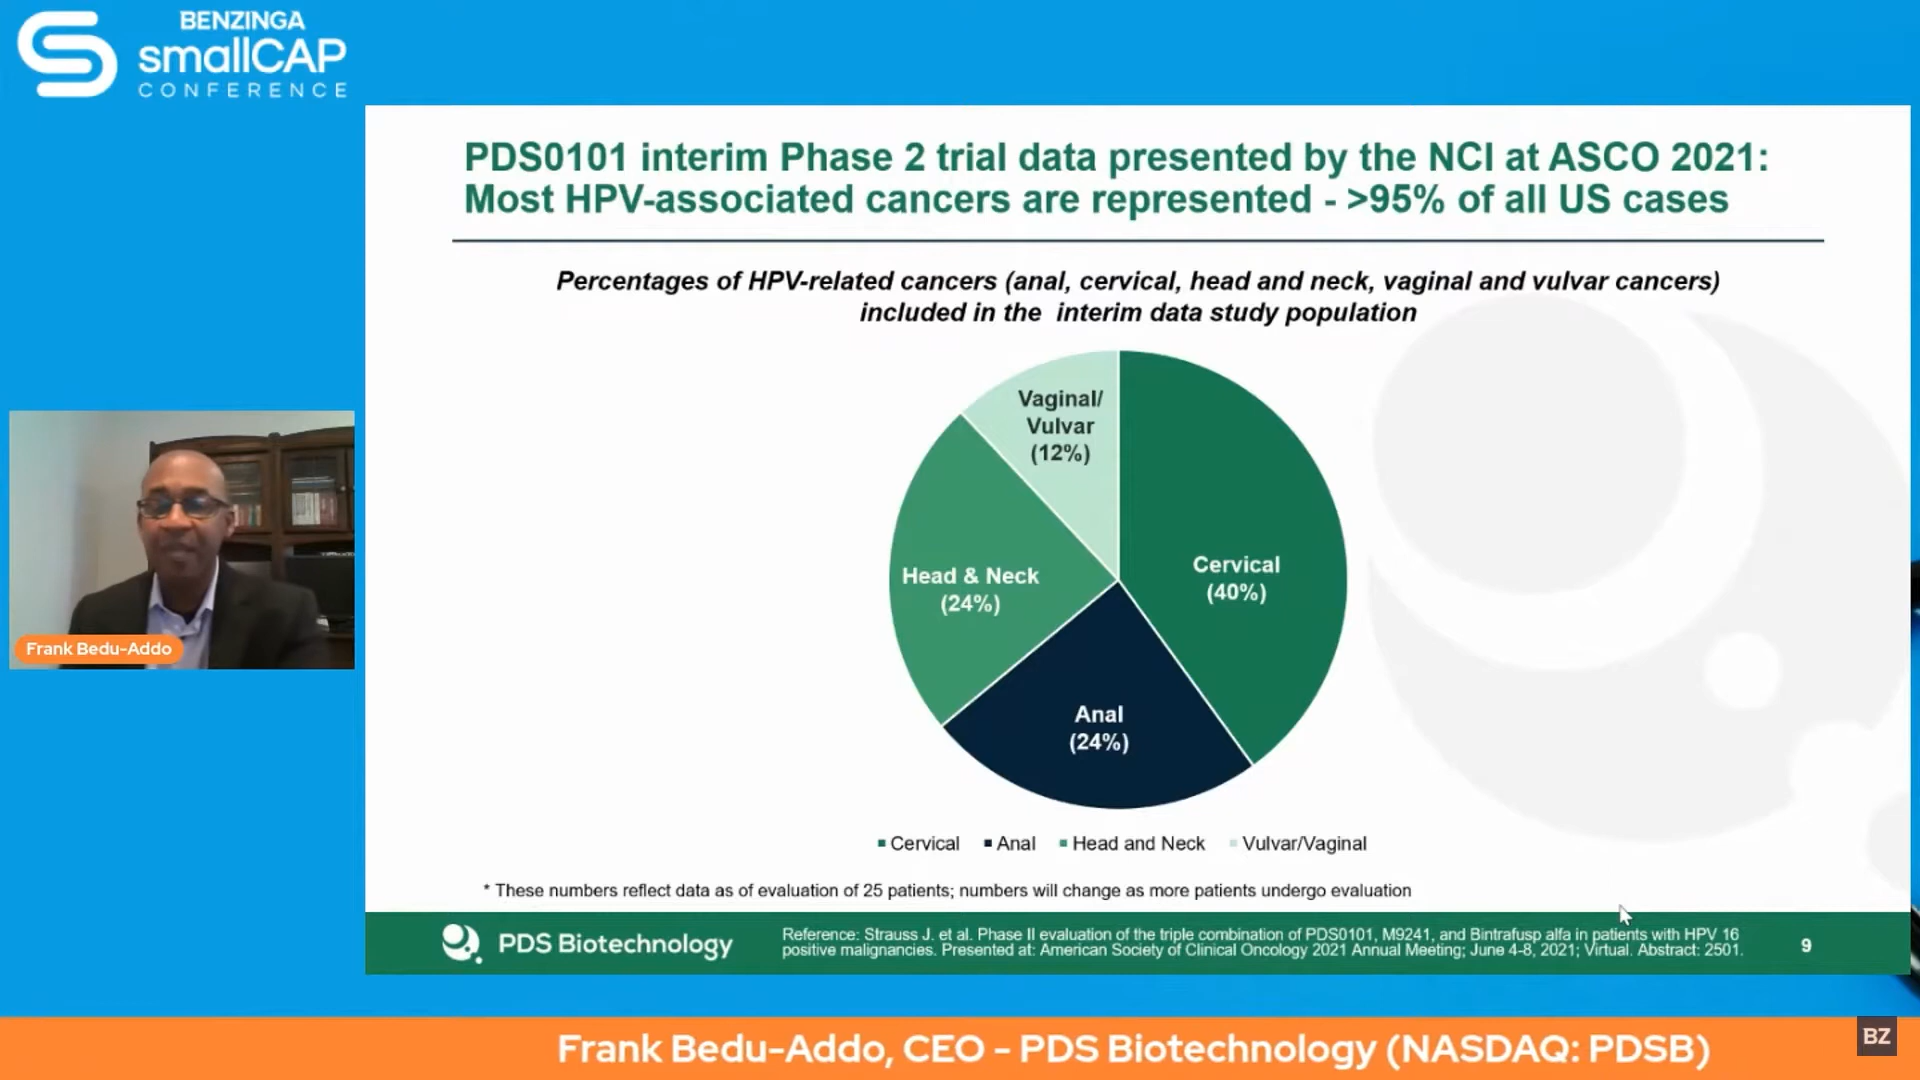 BENZINGA
smallCAP
CONFERENCE
PDS0101 interim Phase 2 trial data presented by the NCI at ASCO 2021:
Most HPV-associated cancers are represented - >95% of all US cases
Percentages of HPV-related cancers (anal, cervical, head and neck, vaginal and vulvar cancers)
included in the interim data study population
Vaginal/
Vulvar
(12%)
Cervical
(40%)
Head & Neck
(24%)
Anal
(24%)
Cervical Anal Head and Neck Vulvar/Vaginal
* These numbers reflect data as of evaluation of 25 patients; numbers will change as more patients undergo evaluation
PDS Biotechnology
Reference: Strauss J. et al. Phase II evaluation of the triple combination of PDS0101, M9241, and Bintrafusp alfa in patients with HPV 16
positive malignancies. Presented at: American Society of Clinical Oncology 2021 Annual Meeting; June 4-8, 2021; Virtual. Abstract: 2501.
9
Frank Bedu-Addo
Frank Bedu-Addo, CEO - PDS Biotechnology (NASDAQ: PDSB)
BZ